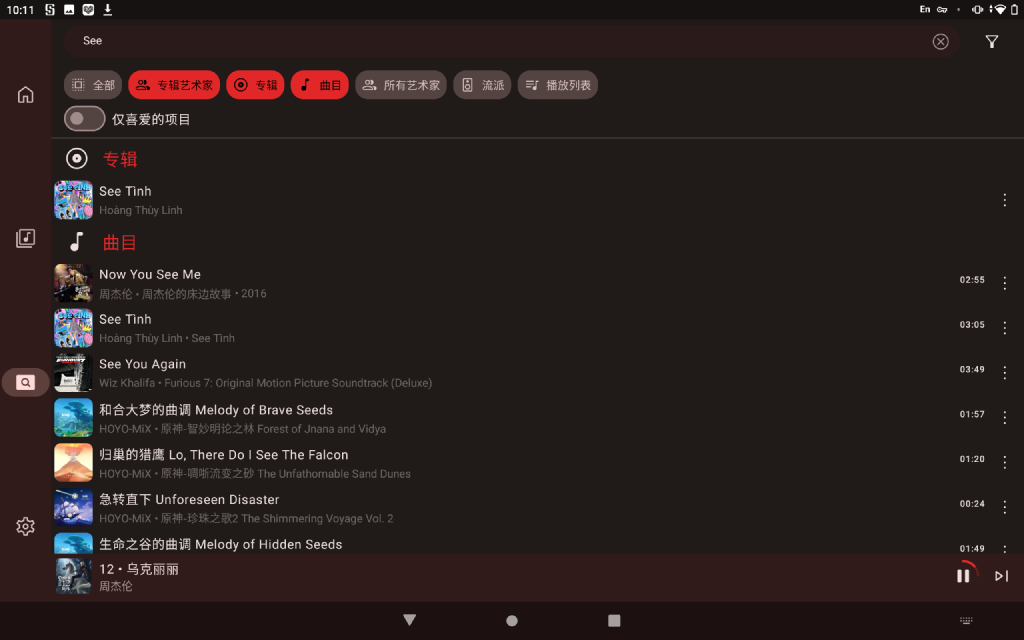 10:11 En
See
全部 专辑艺术家 专辑 曲目 所有艺术家 流派 播放列表
仅喜爱的项目
专辑
See Tình
Hoàng Thùy Linh
曲目
Now You See Me
周杰伦 • 周杰伦的床边故事 • 2016
02:55
See Tình
Hoàng Thùy Linh • See Tình
03:05
See You Again
Wiz Khalifa • Furious 7: Original Motion Picture Soundtrack (Deluxe)
03:49
和合大梦的曲调 Melody of Brave Seeds
HOYO-MiX • 原神-智妙明论之林 Forest of Jnana and Vidya
01:57
归巢的猎鹰 Lo, There Do I See The Falcon
HOYO-MiX • 原神-啁哳流变之砂 The Unfathomable Sand Dunes
01:20
急转直下 Unforeseen Disaster
HOYO-MiX • 原神-珍珠之歌2 The Shimmering Voyage Vol. 2
00:24
生命之谷的曲调 Melody of Hidden Seeds
01:49
12 • 乌克丽丽
周杰伦